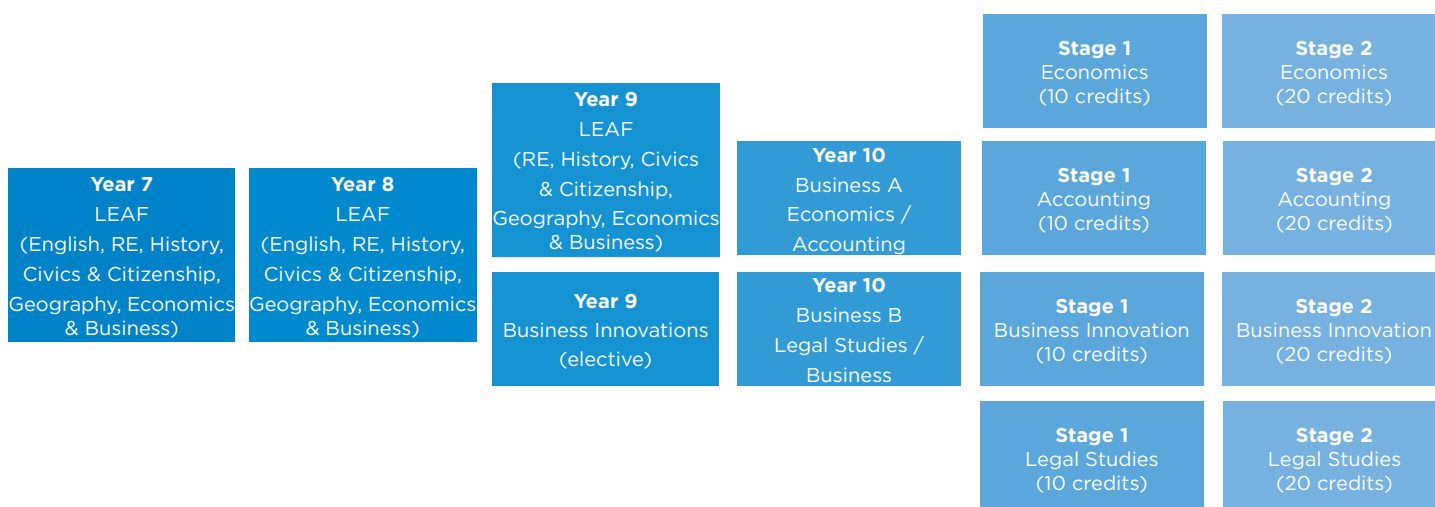 Year 7
LEAF
(English, RE, History,
Civics & Citizenship,
Geography, Economics
& Business)
Year 8
LEAF
(English, RE, History,
Civics & Citizenship,
Geography, Economics
& Business)
Year 9
LEAF
(RE, History, Civics
& Citizenship,
Geography, Economics
& Business)
Year 9
Business Innovations
(elective)
Year 10
Business A
Economics /
Accounting
Year 10
Business B
Legal Studies /
Business
Stage 1
Economics
(10 credits)
Stage 2
Economics
(20 credits)
Stage 1
Accounting
(10 credits)
Stage 2
Accounting
(20 credits)
Stage 1
Business Innovation
(10 credits)
Stage 2
Business Innovation
(20 credits)
Stage 1
Legal Studies
(10 credits)
Stage 2
Legal Studies
(20 credits)